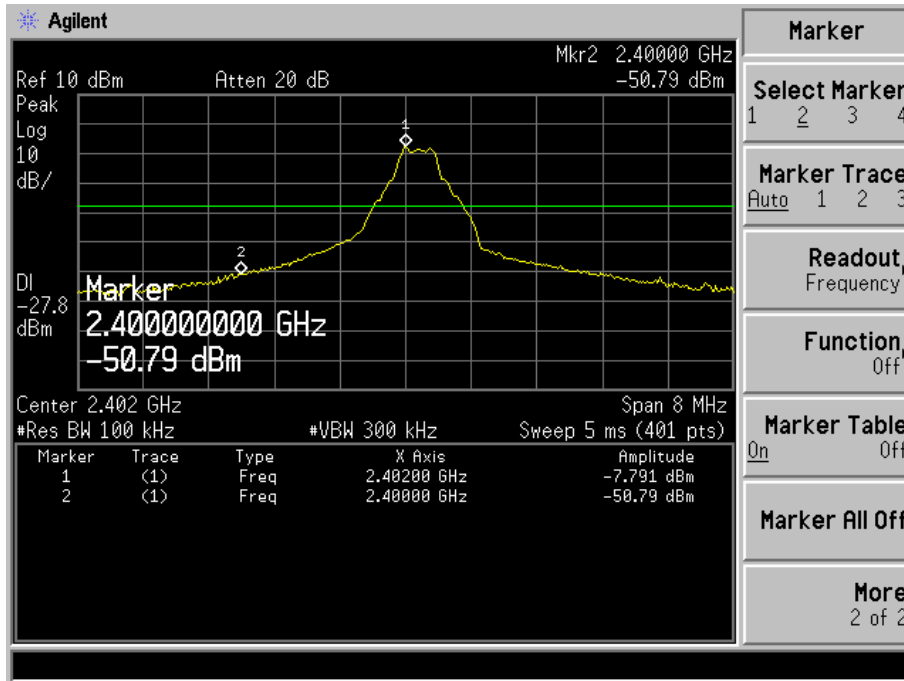 Agilent
Marker
Mkr2 2.40000 GHz
Ref 10 dBm Atten 20 dB -50.79 dBm
Peak
Log
10
dB/
1
2
DI
-27.8
dBm
Marker
2.400000000 GHz
-50.79 dBm
Center 2.402 GHz Span 8 MHz
#Res BW 100 kHz #VBW 300 kHz Sweep 5 ms (401 pts)
Marker Trace Type X Axis Amplitude
1 (1) Freq 2.40200 GHz -7.791 dBm
2 (1) Freq 2.40000 GHz -50.79 dBm
Select Marker
1 2 3 4
Marker Trace
Auto 1 2 3
Readout
Frequency
Function
Off
Marker Table
On Off
Marker All Off
More
2 of 2